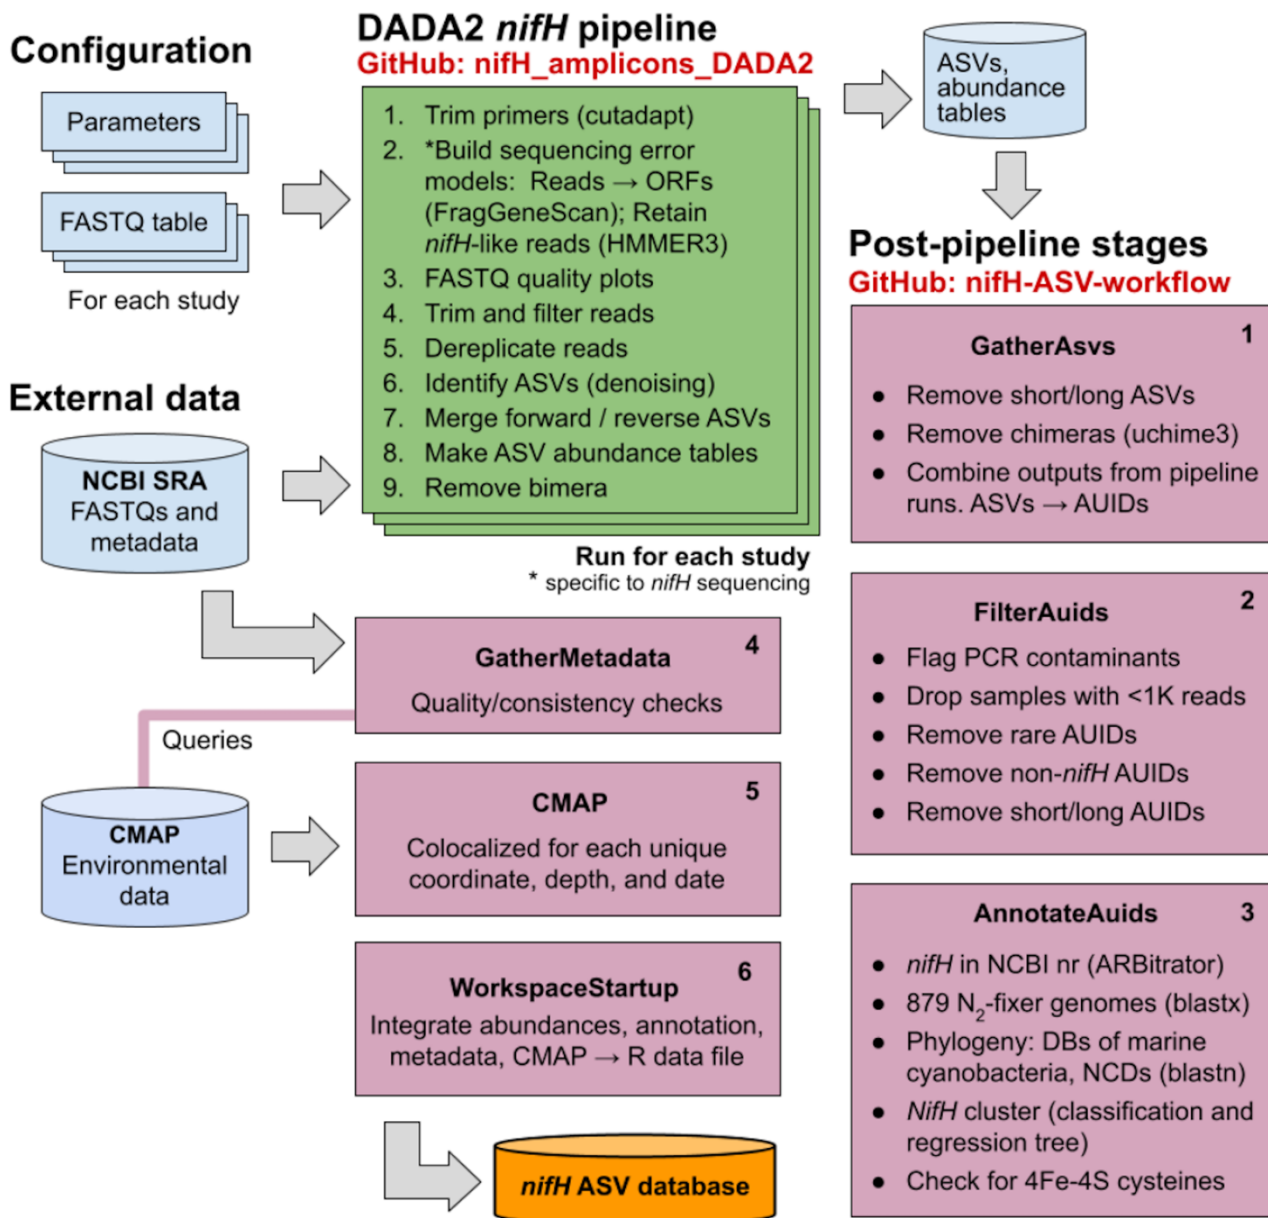 Configuration
Parameters
FASTQ table
For each study
External data
NCBI SRA
FASTQs and
metadata
DADA2 nifH pipeline
GitHub: nifH_amplicons_DADA2
1. Trim primers (cutadapt)
2. *Build sequencing error
models: Reads → ORFs
(FragGeneScan); Retain
nifH-like reads (HMMER3)
3. FASTQ quality plots
4. Trim and filter reads
5. Dereplicate reads
6. Identify ASVs (denoising)
7. Merge forward / reverse ASVs
8. Make ASV abundance tables
9. Remove bimera
Run for each study
* specific to nifH sequencing
ASVs,
abundance
tables
Post-pipeline stages
GitHub: nifH-ASV-workflow
1
GatherAsvs
● Remove short/long ASVs
● Remove chimeras (uchime3)
● Combine outputs from pipeline
runs. ASVs → AUIDs
2
FilterAuids
● Flag PCR contaminants
● Drop samples with <1K reads
● Remove rare AUIDs
● Remove non-nifH AUIDs
● Remove short/long AUIDs
3
AnnotateAuids
● nifH in NCBI nr (ARBitrator)
● 879 N₂-fixer genomes (blastx)
● Phylogeny: DBs of marine
cyanobacteria, NCDs (blastn)
● NifH cluster (classification and
regression tree)
● Check for 4Fe-4S cysteines
4
GatherMetadata
Quality/consistency checks
Queries
CMAP
Environmental
data
5
CMAP
Colocalized for each unique
coordinate, depth, and date
6
WorkspaceStartup
Integrate abundances, annotation,
metadata, CMAP → R data file
nifH ASV database